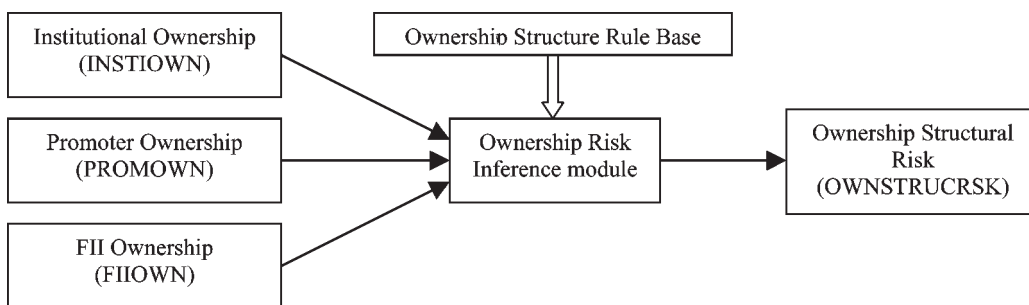 Institutional Ownership
(INSTIOWN)
Ownership Structure Rule Base
Promoter Ownership
(PROMOWN)
Ownership Risk
Inference module
Ownership Structural
Risk
(OWNSTRUCRSK)
FII Ownership
(FIIOWN)